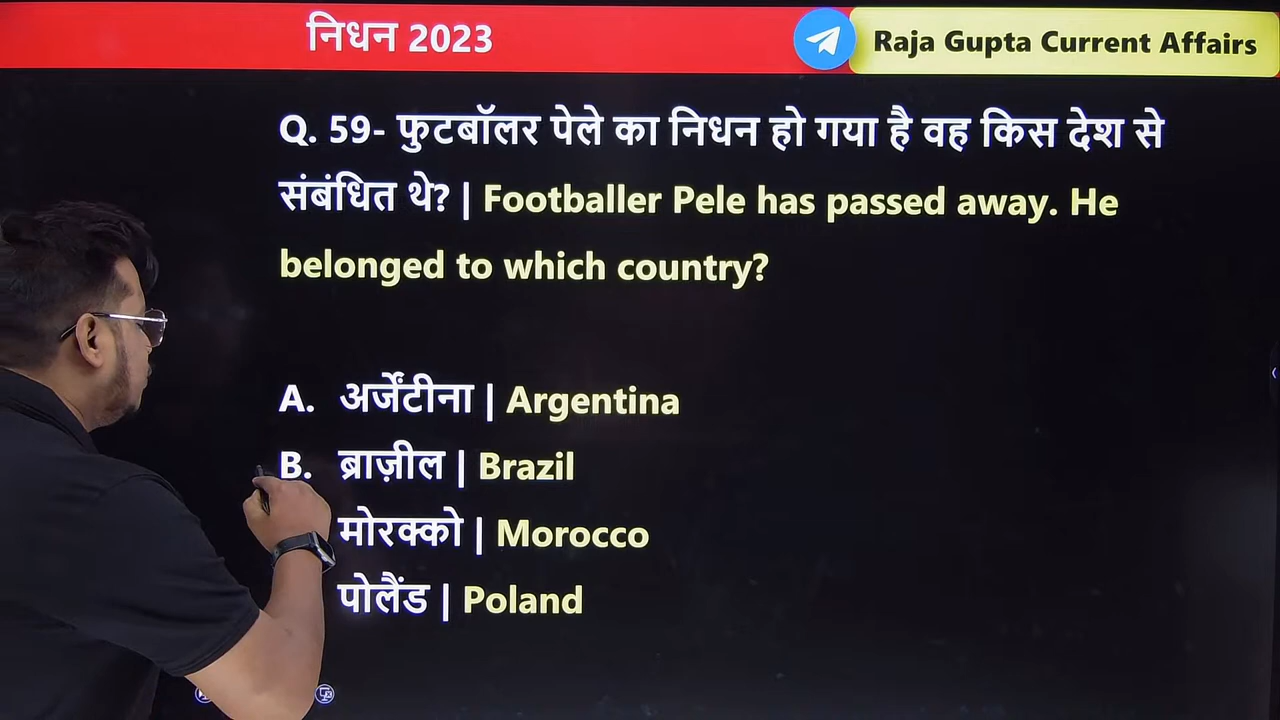 निधन 2023
Raja Gupta Current Affairs
Q. 59- फुटबॉलर पेले का निधन हो गया है वह किस देश से
संबंधित थे? | Footballer Pele has passed away. He
belonged to which country?
A. अर्जेंटीना | Argentina
B. ब्राज़ील | Brazil
मोरक्को | Morocco
पोलैंड | Poland